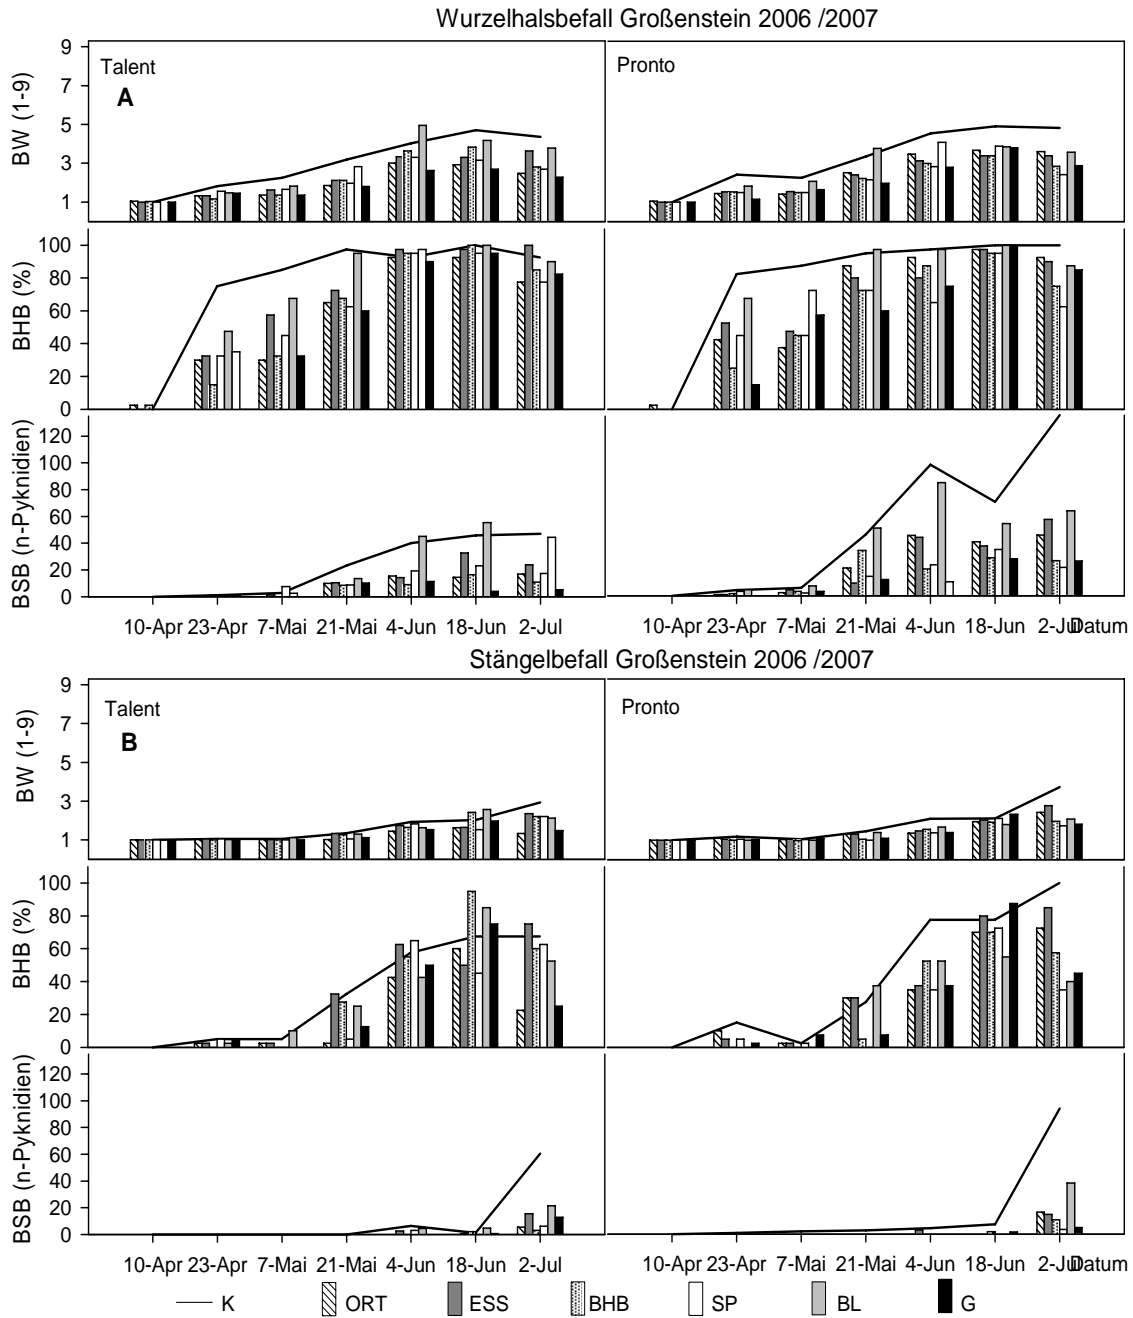 Wurzelhalsbefall Großenstein 2006 /2007
BW (1-9)
9
7
5
3
1
Talent
A
Pronto
BHB (%)
100
80
60
40
20
0
BSB (n-Pyknidien)
120
100
80
60
40
20
0
10-Apr 23-Apr 7-Mai 21-Mai 4-Jun 18-Jun 2-Jul
10-Apr 23-Apr 7-Mai 21-Mai 4-Jun 18-Jun 2-Jul Datum
Stängelbefall Großenstein 2006 /2007
BW (1-9)
9
7
5
3
1
Talent
B
Pronto
BHB (%)
100
80
60
40
20
0
BSB (n-Pyknidien)
120
100
80
60
40
20
0
10-Apr 23-Apr 7-Mai 21-Mai 4-Jun 18-Jun 2-Jul
10-Apr 23-Apr 7-Mai 21-Mai 4-Jun 18-Jun 2-Jul Datum
K ORT ESS BHB SP BL G